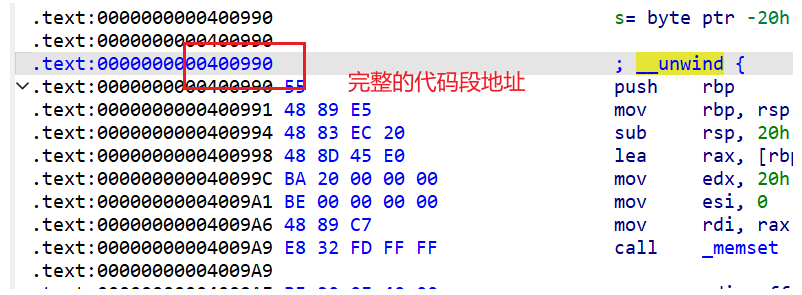 .text:0000000000400990 s= byte ptr -20h
.text:0000000000400990
.text:0000000000400990 ; __unwind {
.text:0000000000400990 55 push rbp
完整的代码段地址
.text:0000000000400991 48 89 E5 mov rbp, rsp
.text:0000000000400994 48 83 EC 20 sub rsp, 20h
.text:0000000000400998 48 8D 45 E0 lea rax, [rbp
.text:000000000040099C BA 20 00 00 00 mov edx, 20h
.text:00000000004009A1 BE 00 00 00 00 mov esi, 0
.text:00000000004009A6 48 89 C7 mov rdi, rax
.text:00000000004009A9 E8 32 FD FF FF call _memset
.text:00000000004009A9